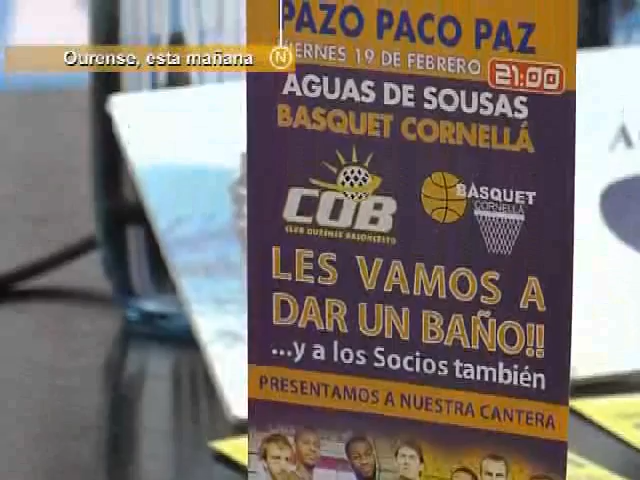 Ourense, esta mañana N
PAZO PACO PAZ
VIERNES 19 DE FEBRERO 21:00
AGUAS DE SOUSAS
BASQUET CORNELLÁ
COB
CLUB OURENSE BALONCESTO
BASQUET
CORNELLÁ
LES VAMOS A
DAR UN BAÑO!!
...y a los Socios también
PRESENTAMOS A NUESTRA CANTERA
A